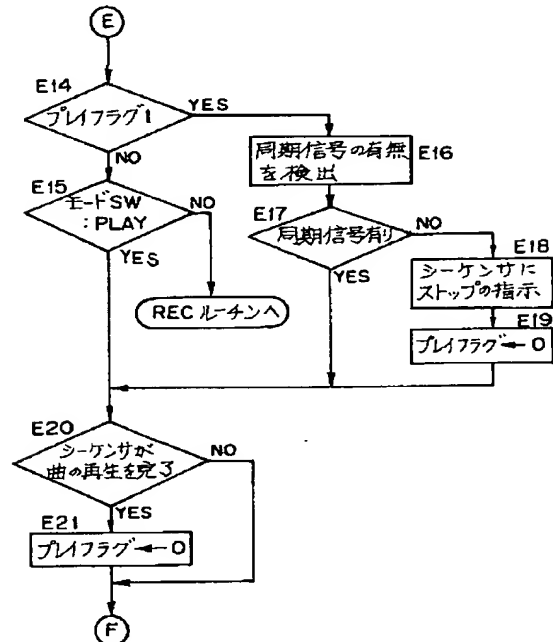 E
E14
プレイフラグ1
YES
NO
E15
モードSW
:PLAY
NO
YES
RECルーチンへ
同期信号の有無
を検出
E16
E17
同期信号有り
NO
YES
E18
シーケンサに
ストップの指示
E19
プレイフラグ←0
E20
シーケンサが
曲の再生を完了
NO
YES
E21
プレイフラグ←0
F